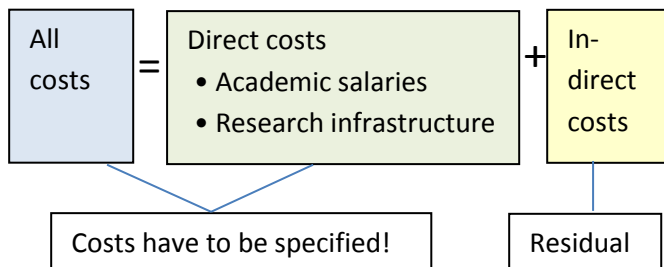 All
costs
=
Direct costs
• Academic salaries
• Research infrastructure
+
In-
direct
costs
Costs have to be specified!
Residual